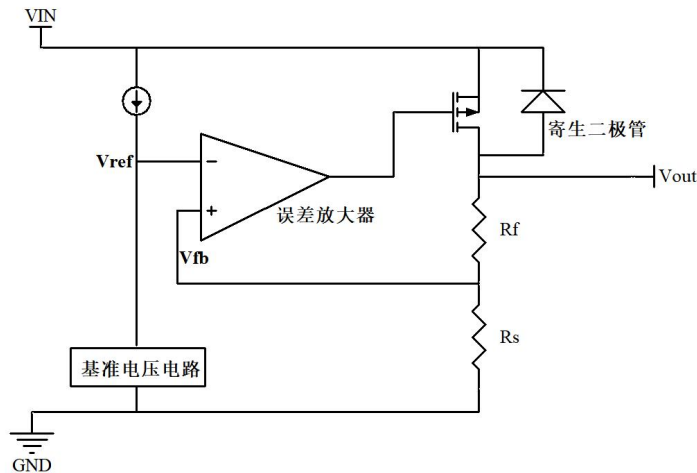 VIN
寄生二极管
Vref
−
Vout
+
误差放大器
Rf
Vfb
Rs
基准电压电路
GND